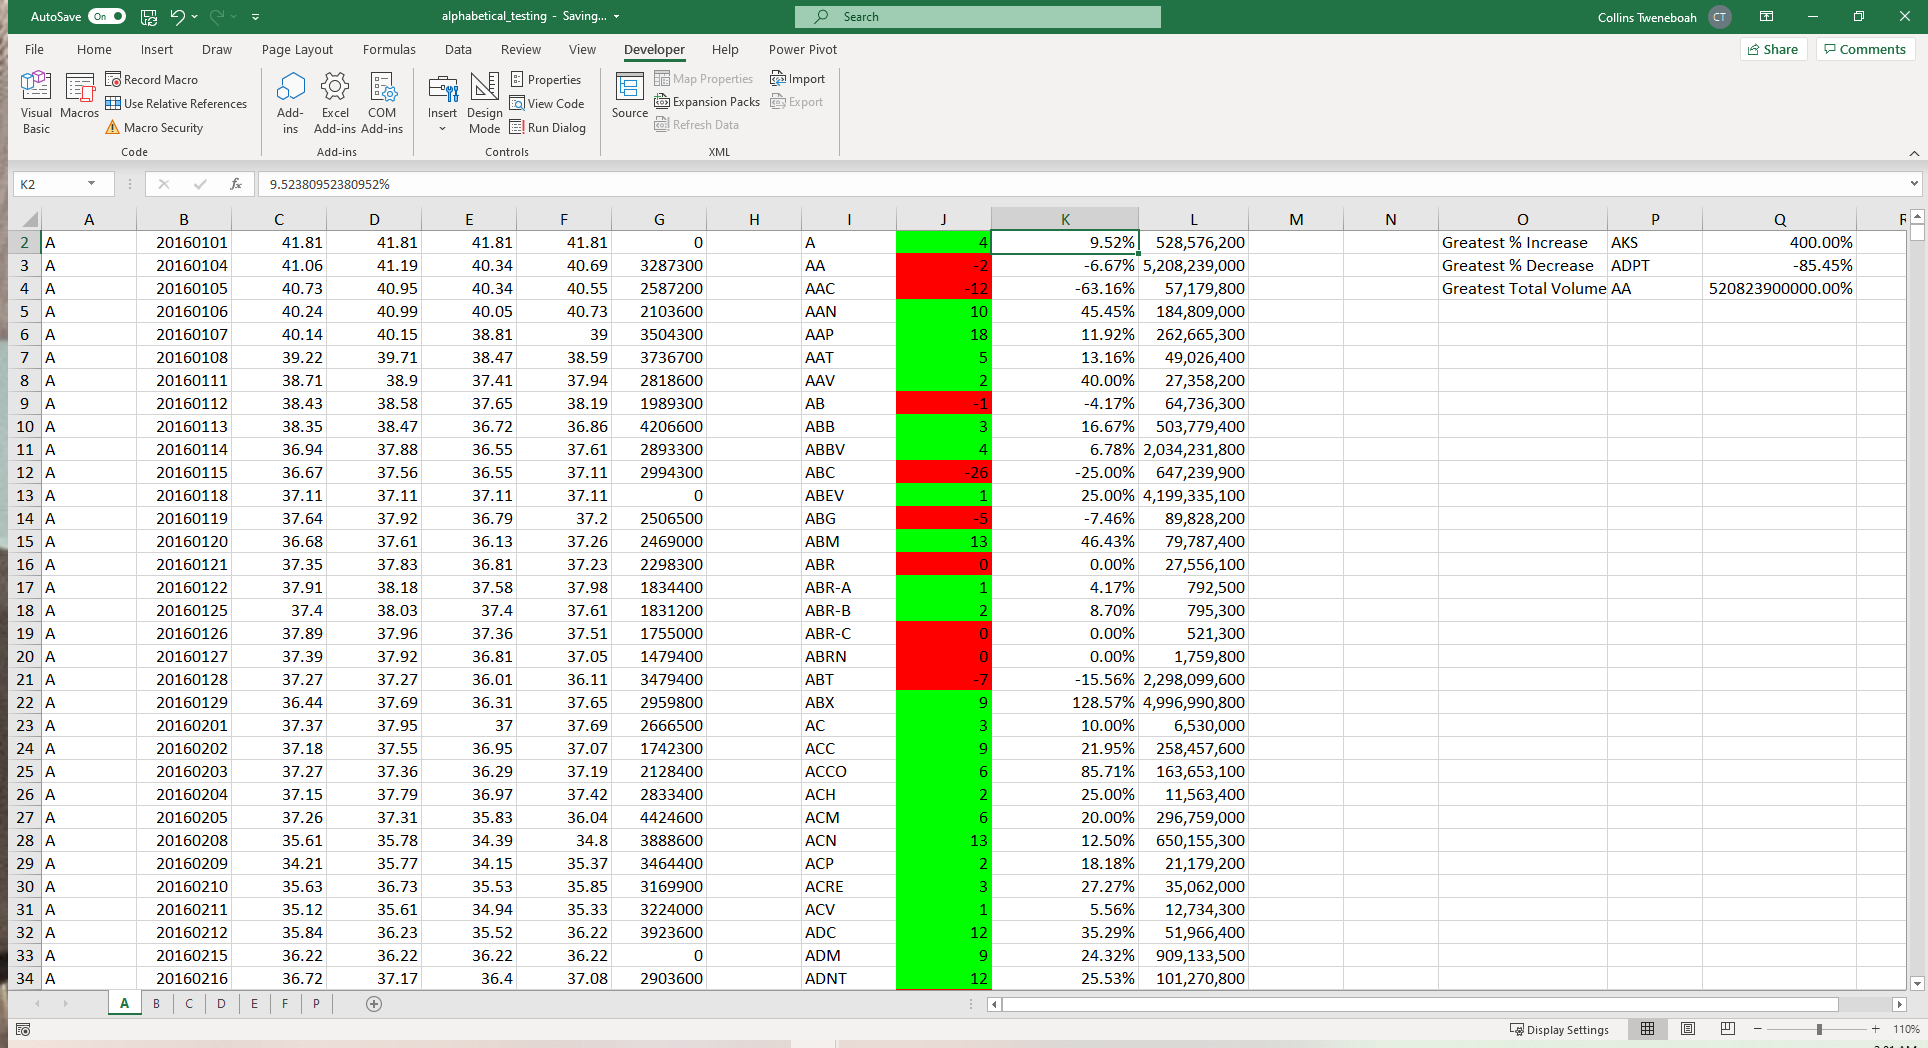 AutoSave On alphabetical_testing - Saving... Search Collins Tweneboah CT
File Home Insert Draw Page Layout Formulas Data Review View Developer Help Power Pivot Share Comments
Visual Basic
Macros
Record Macro
Use Relative References
Macro Security
Code
Add-ins
Excel Add-ins
COM Add-ins
Add-ins
Insert
Design Mode
Properties
View Code
Run Dialog
Controls
Source
Map Properties
Expansion Packs
Refresh Data
Import
Export
XML
K2 fx 9.52380952380952%
A B C D E F G H I J K L M N O P Q R
2 A 20160101 41.81 41.81 41.81 41.81 0 A 4 9.52% 528,576,200 Greatest % Increase AKS 400.00%
3 A 20160104 41.06 41.19 40.34 40.69 3287300 AA -2 -6.67% 5,208,239,000 Greatest % Decrease ADPT -85.45%
4 A 20160105 40.73 40.95 40.34 40.55 2587200 AAC -12 -63.16% 57,179,800 Greatest Total Volume AA 520823900000.00%
5 A 20160106 40.24 40.99 40.05 40.73 2103600 AAN 10 45.45% 184,809,000
6 A 20160107 40.14 40.15 38.81 39 3504300 AAP 18 11.92% 262,665,300
7 A 20160108 39.22 39.71 38.47 38.59 3736700 AAT 5 13.16% 49,026,400
8 A 20160111 38.71 38.9 37.41 37.94 2818600 AAV 2 40.00% 27,358,200
9 A 20160112 38.43 38.58 37.65 38.19 1989300 AB -1 -4.17% 64,736,300
10 A 20160113 38.35 38.47 36.72 36.86 4206600 ABB 3 16.67% 503,779,400
11 A 20160114 36.94 37.88 36.55 37.61 2893300 ABBV 4 6.78% 2,034,231,800
12 A 20160115 36.67 37.56 36.55 37.11 2994300 ABC -26 -25.00% 647,239,900
13 A 20160118 37.11 37.11 37.11 37.11 0 ABEV 1 25.00% 4,199,335,100
14 A 20160119 37.64 37.92 36.79 37.2 2506500 ABG -5 -7.46% 89,828,200
15 A 20160120 36.68 37.61 36.13 37.26 2469000 ABM 13 46.43% 79,787,400
16 A 20160121 37.35 37.83 36.81 37.23 2298300 ABR 0 0.00% 27,556,100
17 A 20160122 37.91 38.18 37.58 37.98 1834400 ABR-A 1 4.17% 792,500
18 A 20160125 37.4 38.03 37.4 37.61 1831200 ABR-B 2 8.70% 795,300
19 A 20160126 37.89 37.96 37.36 37.51 1755000 ABR-C 0 0.00% 521,300
20 A 20160127 37.39 37.92 36.81 37.05 1479400 ABRN 0 0.00% 1,759,800
21 A 20160128 37.27 37.27 36.01 36.11 3479400 ABT -7 -15.56% 2,298,099,600
22 A 20160129 36.44 37.69 36.31 37.65 2959800 ABX 9 128.57% 4,996,990,800
23 A 20160201 37.37 37.95 37 37.69 2666500 AC 3 10.00% 6,530,000
24 A 20160202 37.18 37.55 36.95 37.07 1742300 ACC 9 21.95% 258,457,600
25 A 20160203 37.27 37.36 36.29 37.19 2128400 ACCO 6 85.71% 163,653,100
26 A 20160204 37.15 37.79 36.97 37.42 2833400 ACH 2 25.00% 11,563,400
27 A 20160205 37.26 37.31 35.83 36.04 4424600 ACM 6 20.00% 296,759,000
28 A 20160208 35.61 35.78 34.39 34.8 3888600 ACN 13 12.50% 650,155,300
29 A 20160209 34.21 35.77 34.15 35.37 3464400 ACP 2 18.18% 21,179,200
30 A 20160210 35.63 36.73 35.53 35.85 3169900 ACRE 3 27.27% 35,062,000
31 A 20160211 35.12 35.61 34.94 35.33 3224000 ACV 1 5.56% 12,734,300
32 A 20160212 35.84 36.23 35.52 36.22 3923600 ADC 12 35.29% 51,966,400
33 A 20160215 36.22 36.22 36.22 36.22 0 ADM 9 24.32% 909,133,500
34 A 20160216 36.72 37.17 36.4 37.08 2903600 ADNT 12 25.53% 101,270,800
A B C D E F P
Display Settings 110%